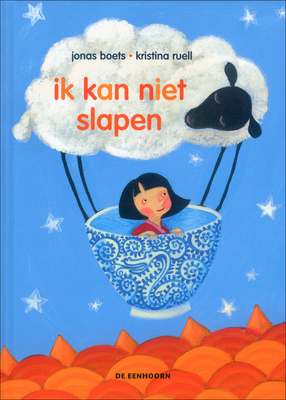 jonas boets • kristina ruell
ik kan niet
slapen
DE EENHOORN